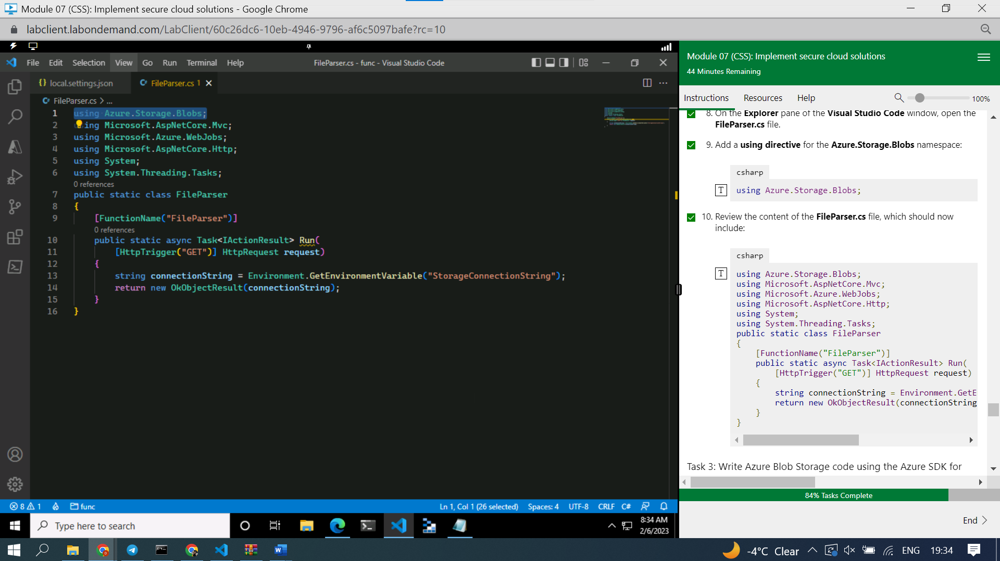 Module 07 (CSS): Implement secure cloud solutions - Google Chrome
labclient.labondemand.com/LabClient/60c26dc6-10eb-4946-9796-af6c5097bafe?rc=10
File Edit Selection View Go Run Terminal Help
FileParser.cs - func - Visual Studio Code
{} local.settings.json
FileParser.cs 1
FileParser.cs > ...
1 using Azure.Storage.Blobs;
2 using Microsoft.AspNetCore.Mvc;
3 using Microsoft.Azure.WebJobs;
4 using Microsoft.AspNetCore.Http;
5 using System;
6 using System.Threading.Tasks;
0 references
7 public static class FileParser
8 {
9 [FunctionName("FileParser")]
0 references
10 public static async Task<IActionResult> Run(
11 [HttpTrigger("GET")] HttpRequest request)
12 {
13 string connectionString = Environment.GetEnvironmentVariable("StorageConnectionString");
14 return new OkObjectResult(connectionString);
15 }
16 }
8 1 func
Ln 1, Col 1 (26 selected) Spaces: 4 UTF-8 CRLF C#
Type here to search
8:34 AM
2/6/2023
Module 07 (CSS): Implement secure cloud solutions
44 Minutes Remaining
Instructions Resources Help
100%
8. On the Explorer pane of the Visual Studio Code window, open the
FileParser.cs file.
9. Add a using directive for the Azure.Storage.Blobs namespace:
csharp
T
using Azure.Storage.Blobs;
10. Review the content of the FileParser.cs file, which should now
include:
csharp
T
using Azure.Storage.Blobs;
using Microsoft.AspNetCore.Mvc;
using Microsoft.Azure.WebJobs;
using Microsoft.AspNetCore.Http;
using System;
using System.Threading.Tasks;
public static class FileParser
{
[FunctionName("FileParser")]
public static async Task<IActionResult> Run(
[HttpTrigger("GET")] HttpRequest request)
{
string connectionString = Environment.GetE
return new OkObjectResult(connectionString
}
}
Task 3: Write Azure Blob Storage code using the Azure SDK for
84% Tasks Complete
End
-4°C Clear
ENG 19:34